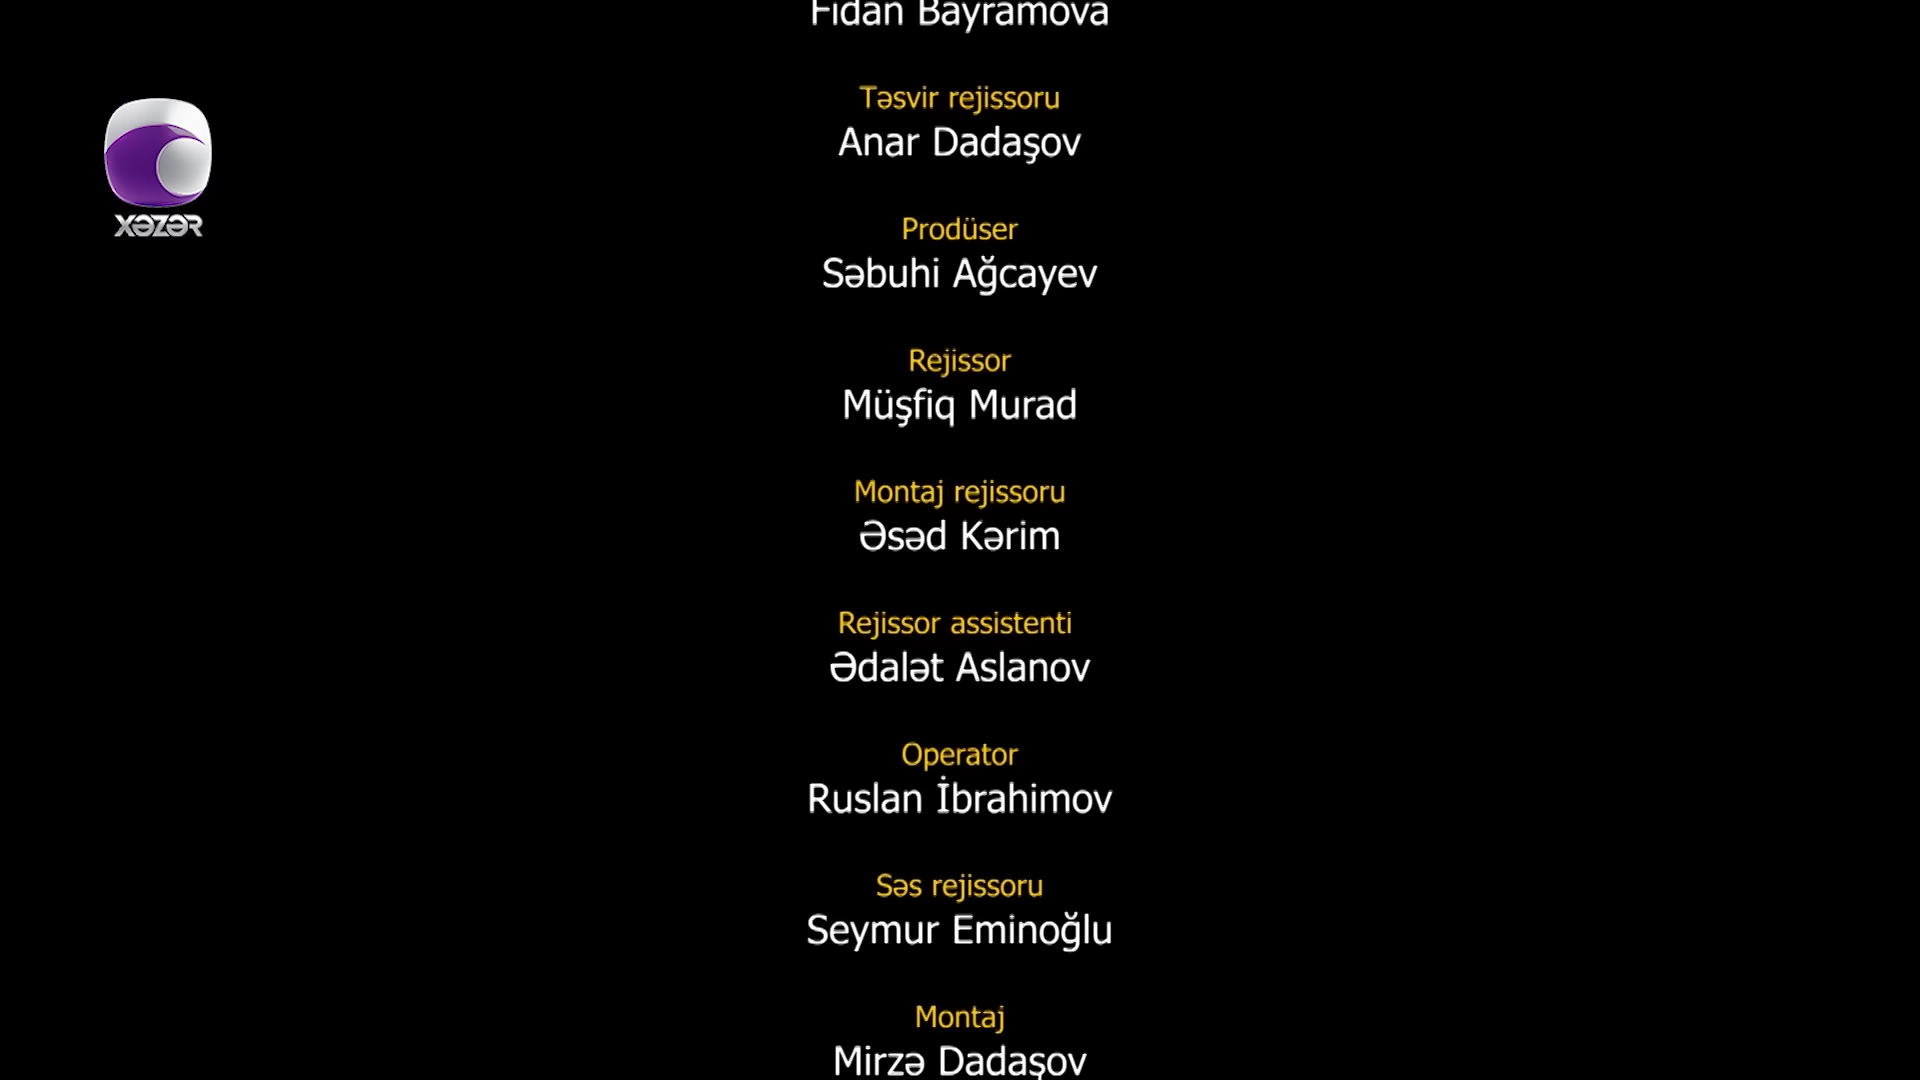 Fidan Bayramova
Təsvir rejissoru
Anar Dadaşov
XƏZƏR
Prodüser
Səbuhi Ağcayev
Rejissor
Müşfiq Murad
Montaj rejissoru
Əsəd Kərim
Rejissor assistenti
Ədalət Aslanov
Operator
Ruslan İbrahimov
Səs rejissoru
Seymur Eminoğlu
Montaj
Mirzə Dadaşov